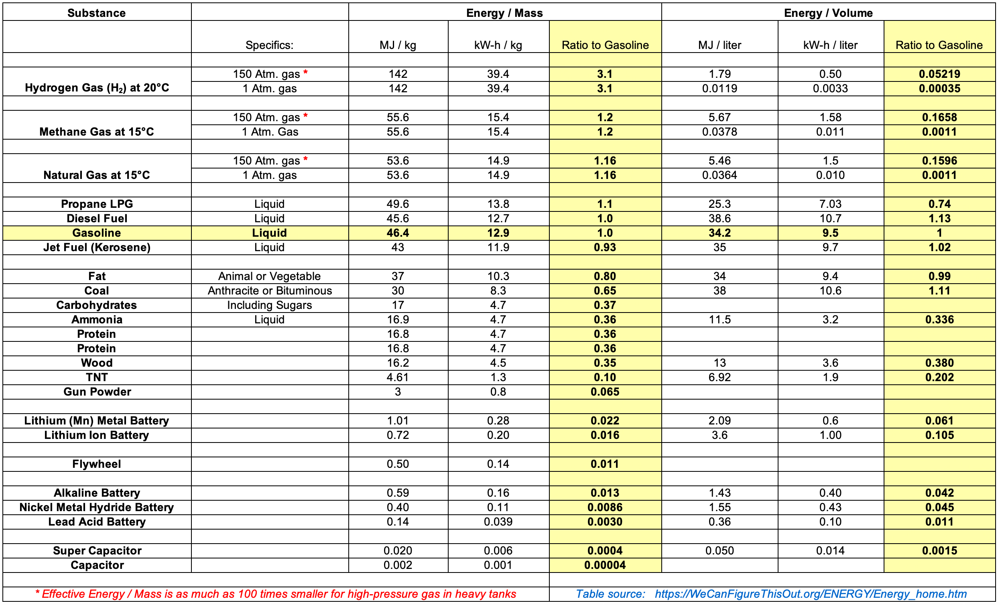 Substance Energy / Mass Energy / Volume
Specifics: MJ / kg kW-h / kg Ratio to Gasoline MJ / liter kW-h / liter Ratio to Gasoline
150 Atm. gas * 142 39.4 3.1 1.79 0.50 0.05219
Hydrogen Gas (H₂) at 20°C 1 Atm. gas 142 39.4 3.1 0.0119 0.0033 0.00035
150 Atm. gas * 55.6 15.4 1.2 5.67 1.58 0.1658
Methane Gas at 15°C 1 Atm. Gas 55.6 15.4 1.2 0.0378 0.011 0.0011
150 Atm. gas * 53.6 14.9 1.16 5.46 1.5 0.1596
Natural Gas at 15°C 1 Atm. gas 53.6 14.9 1.16 0.0364 0.010 0.0011
Propane LPG Liquid 49.6 13.8 1.1 25.3 7.03 0.74
Diesel Fuel Liquid 45.6 12.7 1.0 38.6 10.7 1.13
Gasoline Liquid 46.4 12.9 1.0 34.2 9.5 1
Jet Fuel (Kerosene) Liquid 43 11.9 0.93 35 9.7 1.02
Fat Animal or Vegetable 37 10.3 0.80 34 9.4 0.99
Coal Anthracite or Bituminous 30 8.3 0.65 38 10.6 1.11
Carbohydrates Including Sugars 17 4.7 0.37
Ammonia Liquid 16.9 4.7 0.36 11.5 3.2 0.336
Protein 16.8 4.7 0.36
Protein 16.8 4.7 0.36
Wood 16.2 4.5 0.35 13 3.6 0.380
TNT 4.61 1.3 0.10 6.92 1.9 0.202
Gun Powder 3 0.8 0.065
Lithium (Mn) Metal Battery 1.01 0.28 0.022 2.09 0.6 0.061
Lithium Ion Battery 0.72 0.20 0.016 3.6 1.00 0.105
Flywheel 0.50 0.14 0.011
Alkaline Battery 0.59 0.16 0.013 1.43 0.40 0.042
Nickel Metal Hydride Battery 0.40 0.11 0.0086 1.55 0.43 0.045
Lead Acid Battery 0.14 0.039 0.0030 0.36 0.10 0.011
Super Capacitor 0.020 0.006 0.0004 0.050 0.014 0.0015
Capacitor 0.002 0.001 0.00004
* Effective Energy / Mass is as much as 100 times smaller for high-pressure gas in heavy tanks Table source: https://WeCanFigureThisOut.org/ENERGY/Energy_home.htm